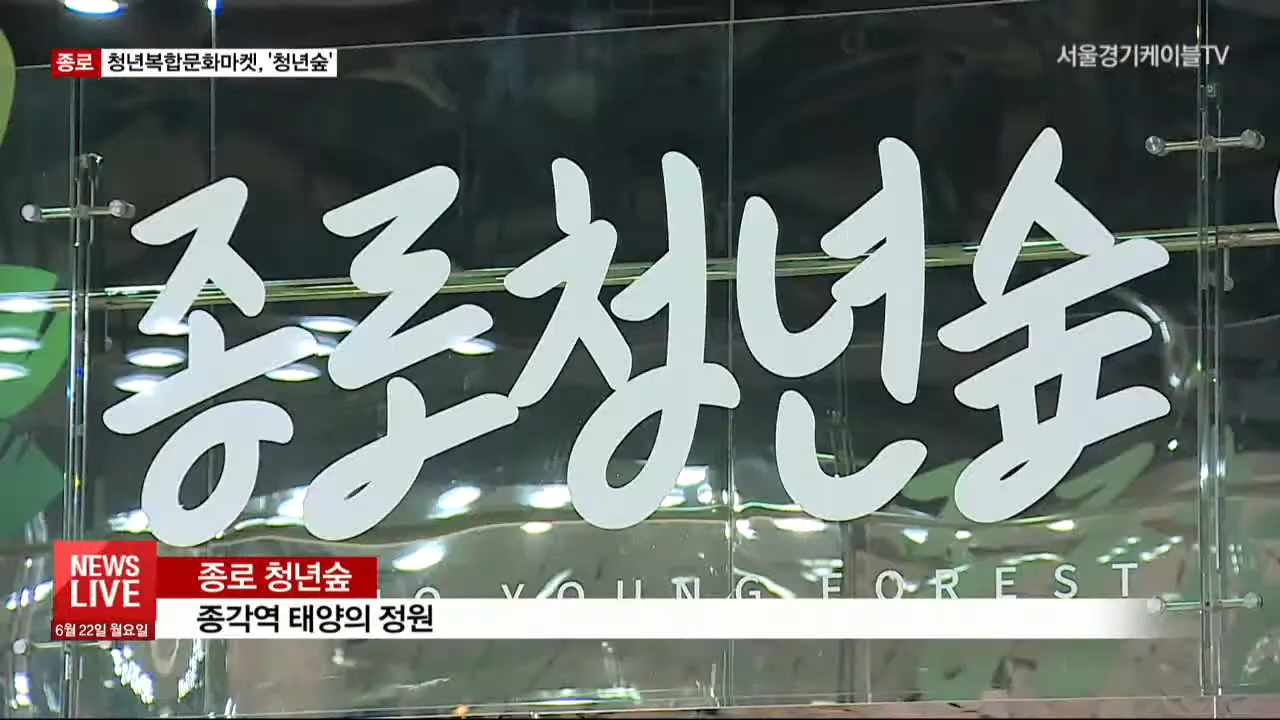 종로 청년복합문화마켓, '청년숲'
서울경기케이블TV
종로청년숲
YOUNG FOREST
NEWS
LIVE
종로 청년숲
6월 22일 월요일
종각역 태양의 정원